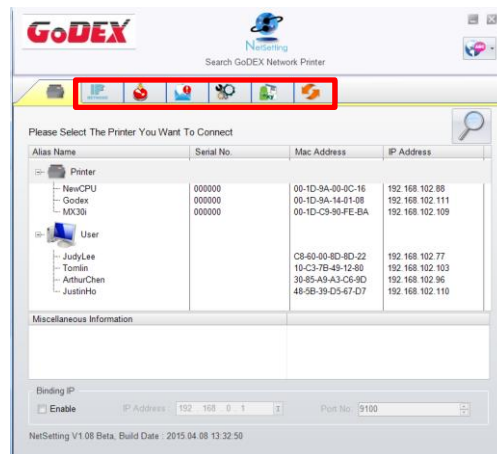 GoDEX
NetSetting
Search GoDEX Network Printer
IP
Please Select The Printer You Want To Connect
Alias Name Serial No. Mac Address IP Address
Printer
NewCPU 000000 00-1D-9A-00-0C-16 192.168.102.88
Godex 000000 00-1D-9A-14-01-08 192.168.102.111
MX30i 000000 00-1D-C9-90-FE-BA 192.168.102.109
User
JudyLee C8-60-00-8D-8D-22 192.168.102.77
Tomlin 10-C3-7B-49-12-80 192.168.102.103
ArthurChen 30-85-A9-A3-C6-9D 192.168.102.96
JustinHo 48-5B-39-D5-67-D7 192.168.102.110
Miscellaneous Information
Binding IP
Enable IP Address : 192 . 168 . 0 . 1 Port No: 9100
NetSetting V1.08 Beta, Build Date : 2015.04.08 13:32:50